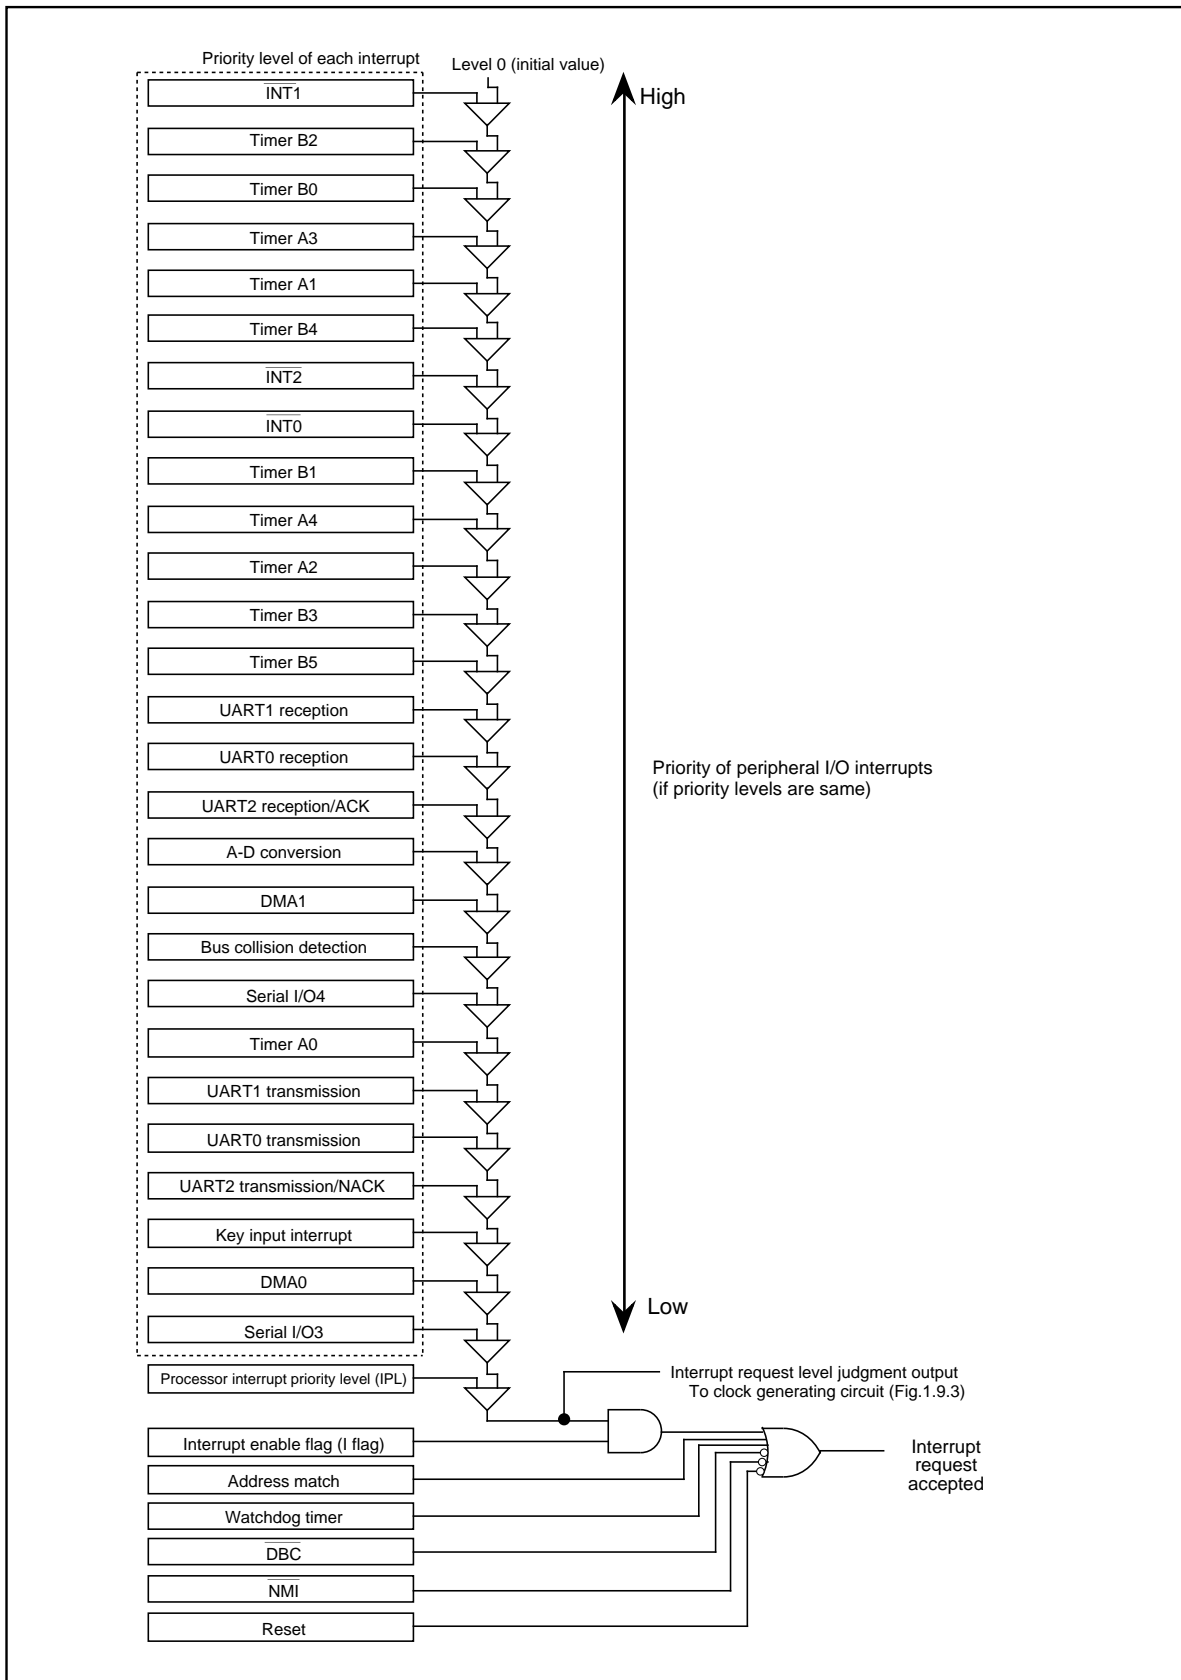 Priority level of each interrupt
Level 0 (initial value)
High
INT1
Timer B2
Timer B0
Timer A3
Timer A1
Timer B4
INT2
INT0
Timer B1
Timer A4
Timer A2
Timer B3
Timer B5
UART1 reception
UART0 reception
Priority of peripheral I/O interrupts
(if priority levels are same)
UART2 reception/ACK
A-D conversion
DMA1
Bus collision detection
Serial I/O4
Timer A0
UART1 transmission
UART0 transmission
UART2 transmission/NACK
Key input interrupt
DMA0
Low
Serial I/O3
Processor interrupt priority level (IPL)
Interrupt request level judgment output
To clock generating circuit (Fig.1.9.3)
Interrupt enable flag (I flag)
Interrupt
request
accepted
Address match
Watchdog timer
DBC
NMI
Reset